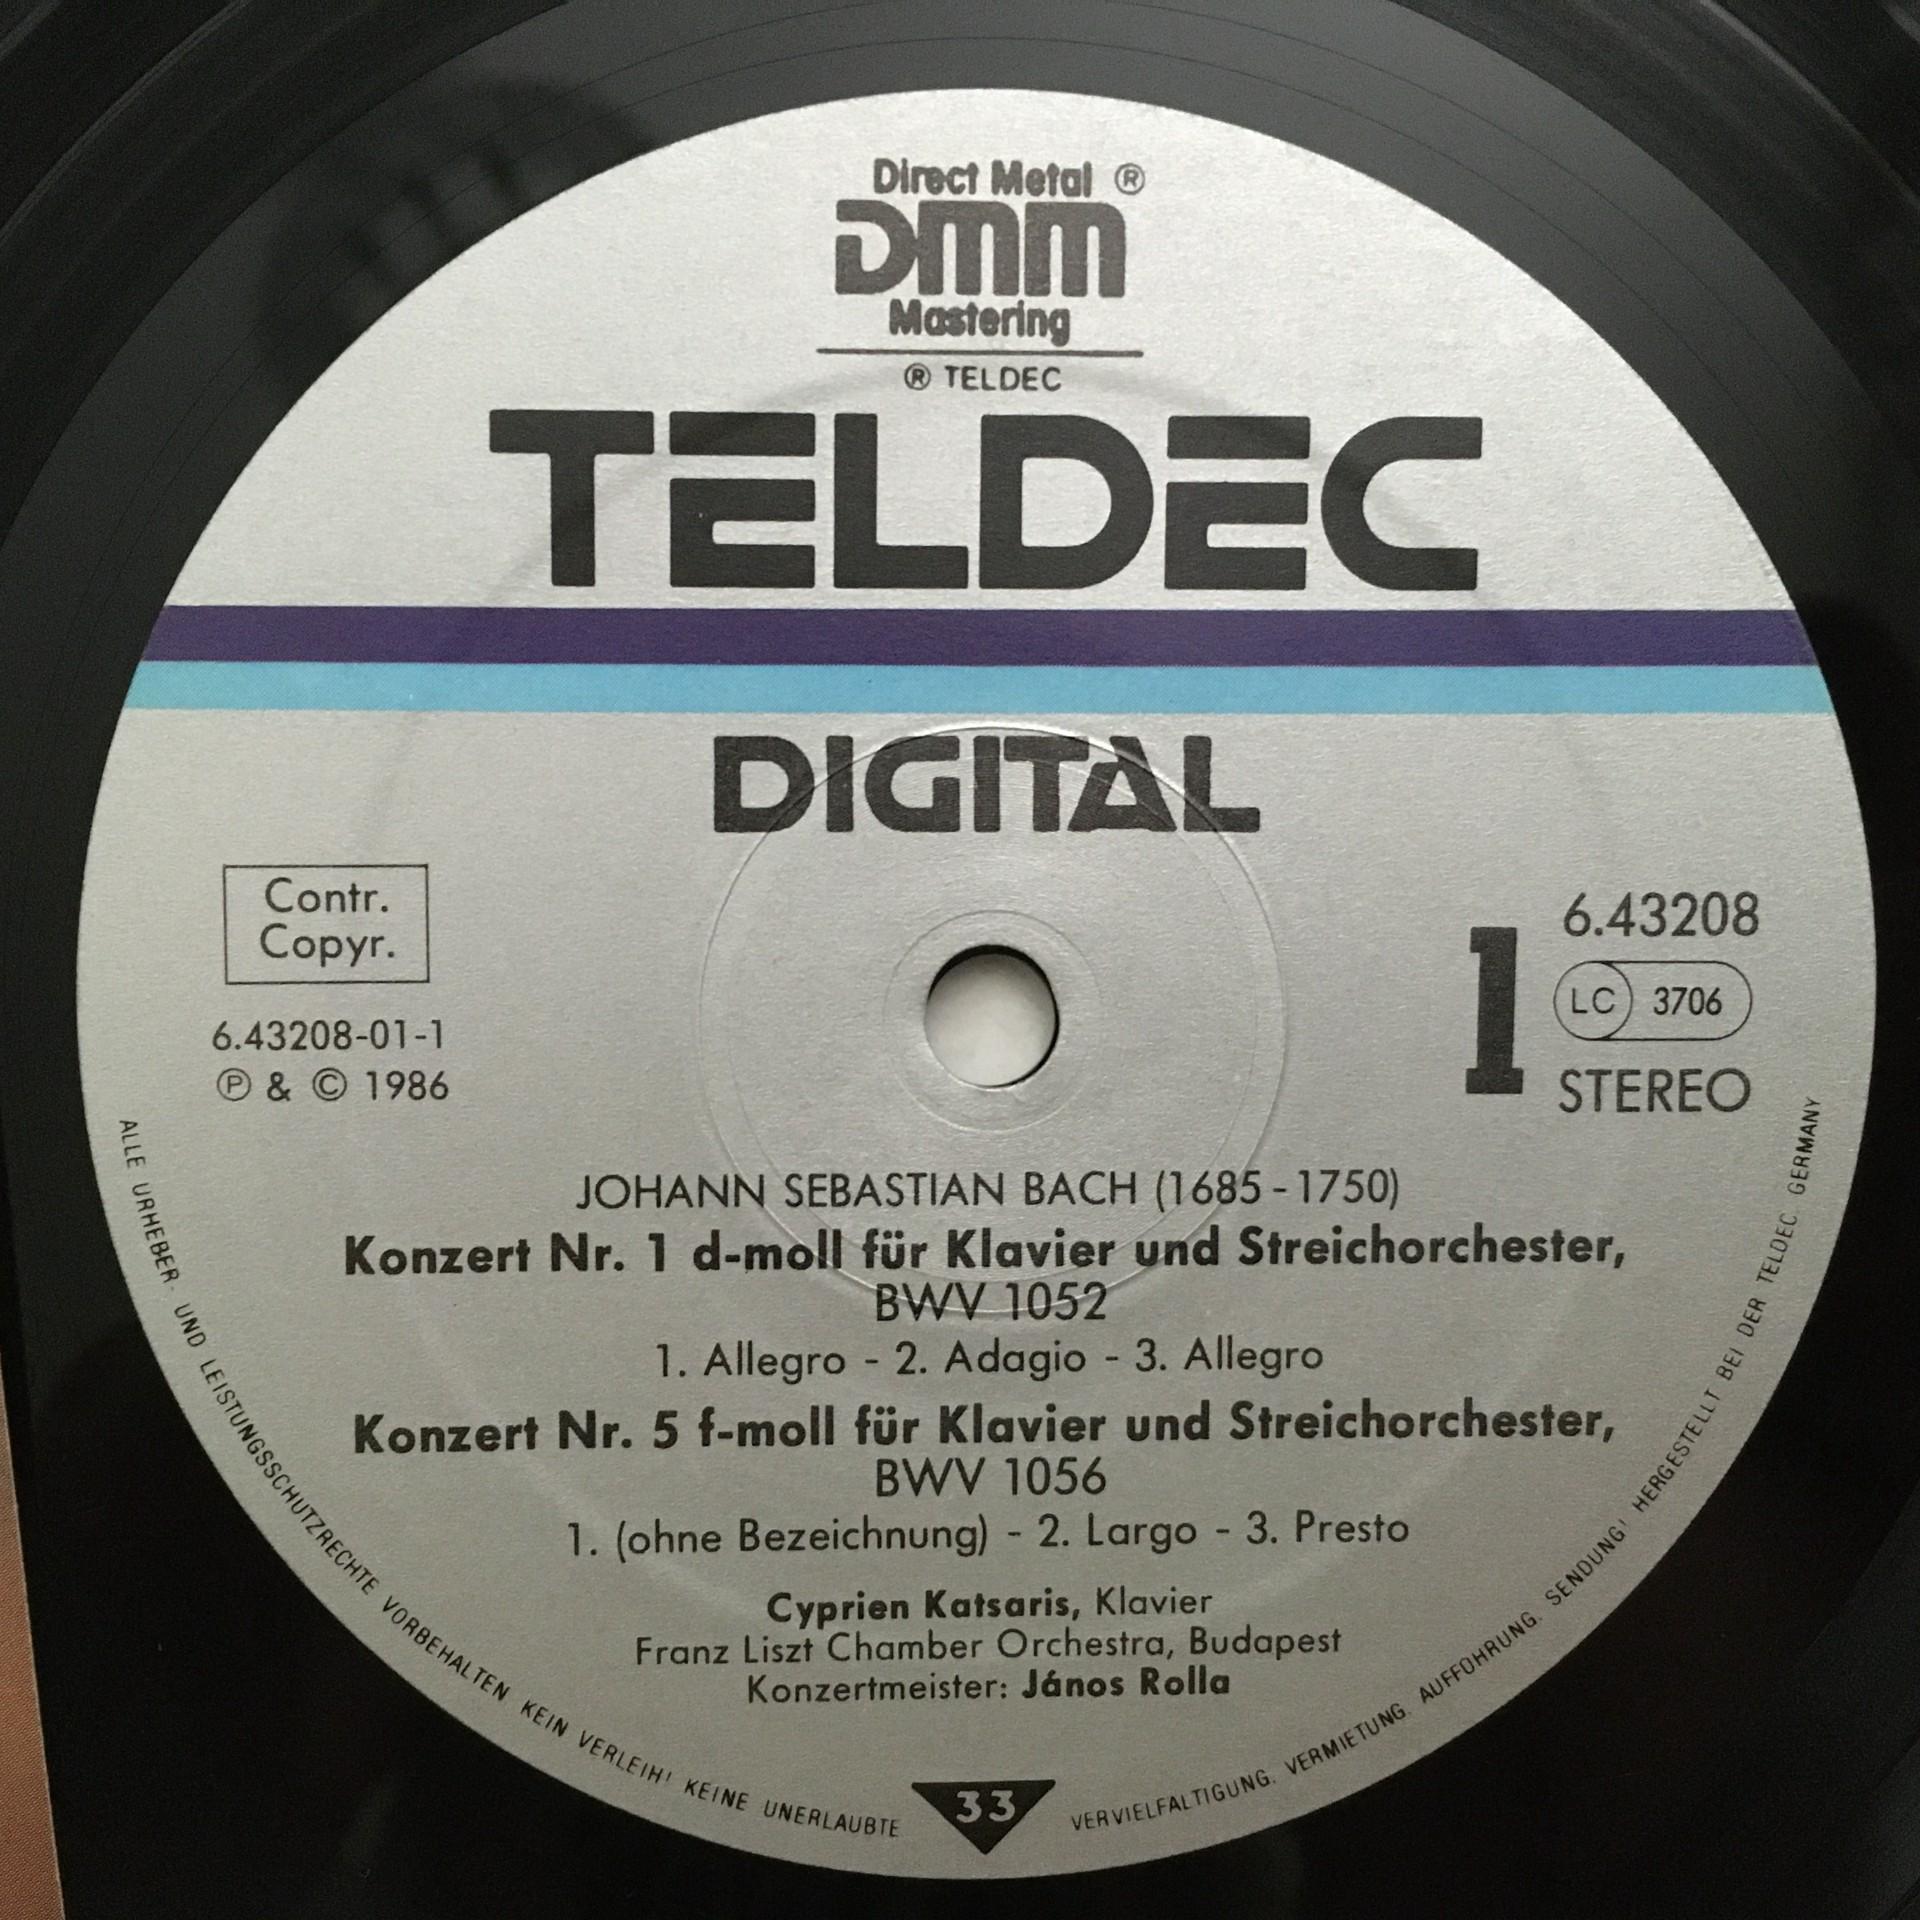 Direct Metal ®
DMM
Mastering
® TELDEC
TELDEC
DIGITAL
Contr.
Copyr.
6.43208-01-1
℗ & © 1986
1
6.43208
LC 3706
STEREO
JOHANN SEBASTIAN BACH (1685-1750)
Konzert Nr. 1 d-moll für Klavier und Streichorchester,
BWV 1052
1. Allegro - 2. Adagio - 3. Allegro
Konzert Nr. 5 f-moll für Klavier und Streichorchester,
BWV 1056
1. (ohne Bezeichnung) - 2. Largo - 3. Presto
Cyprien Katsaris, Klavier
Franz Liszt Chamber Orchestra, Budapest
Konzertmeister: János Rolla
33
ALLE URHEBER- UND LEISTUNGSSCHUTZRECHTE VORBEHALTEN KEIN VERLEIH! KEINE UNERLAUBTE VERVIELFÄLTIGUNG. VERMIETUNG. AUFFÜHRUNG. SENDUNG! HERGESTELLT BEI DER TELDEC. GERMANY